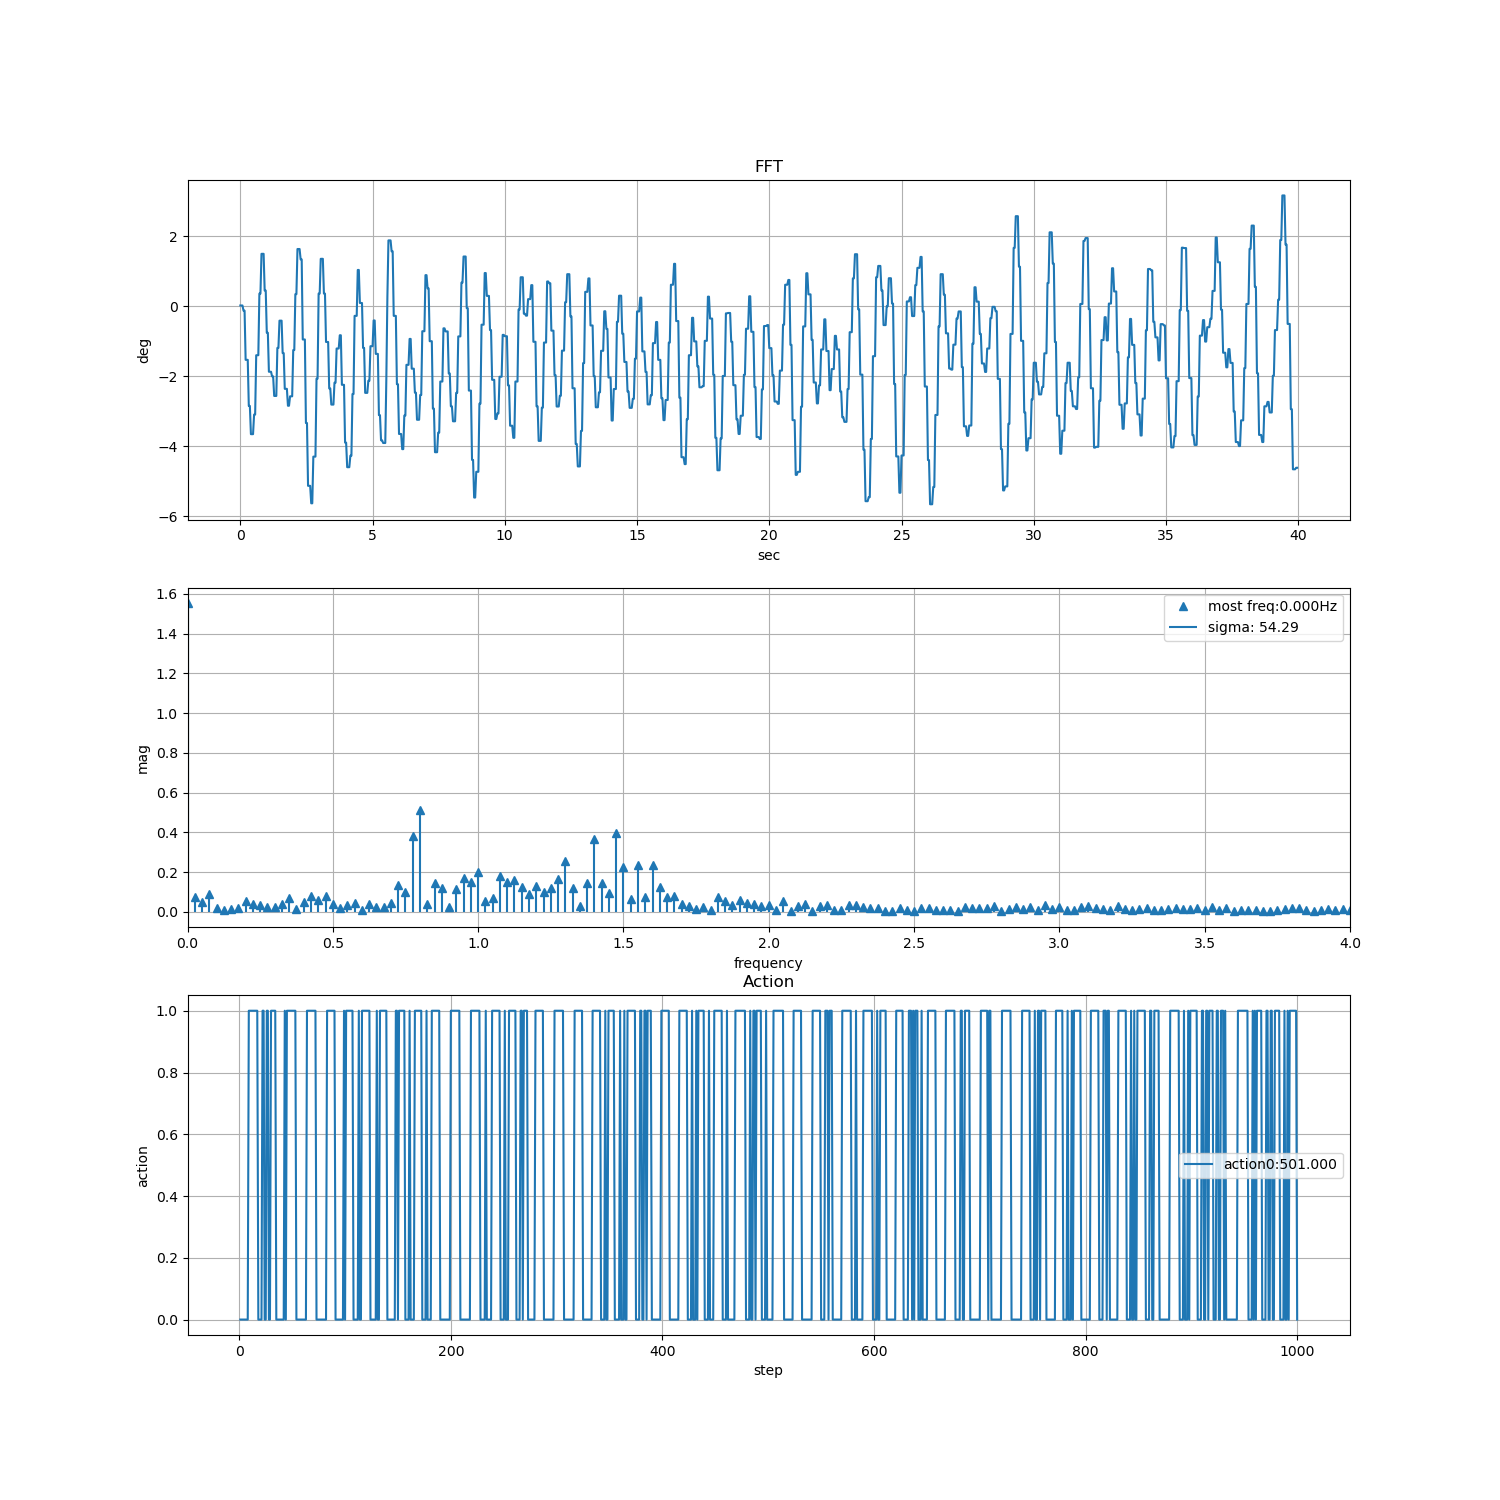 FFT
2
0
−2
−4
−6
deg
0 5 10 15 20 25 30 35 40
sec
1.6
1.4
1.2
1.0
0.8
0.6
0.4
0.2
0.0
mag
most freq:0.000Hz
sigma: 54.29
0.0 0.5 1.0 1.5 2.0 2.5 3.0 3.5 4.0
frequency
Action
1.0
0.8
0.6
0.4
0.2
0.0
action
action0:501.000
0 200 400 600 800 1000
step